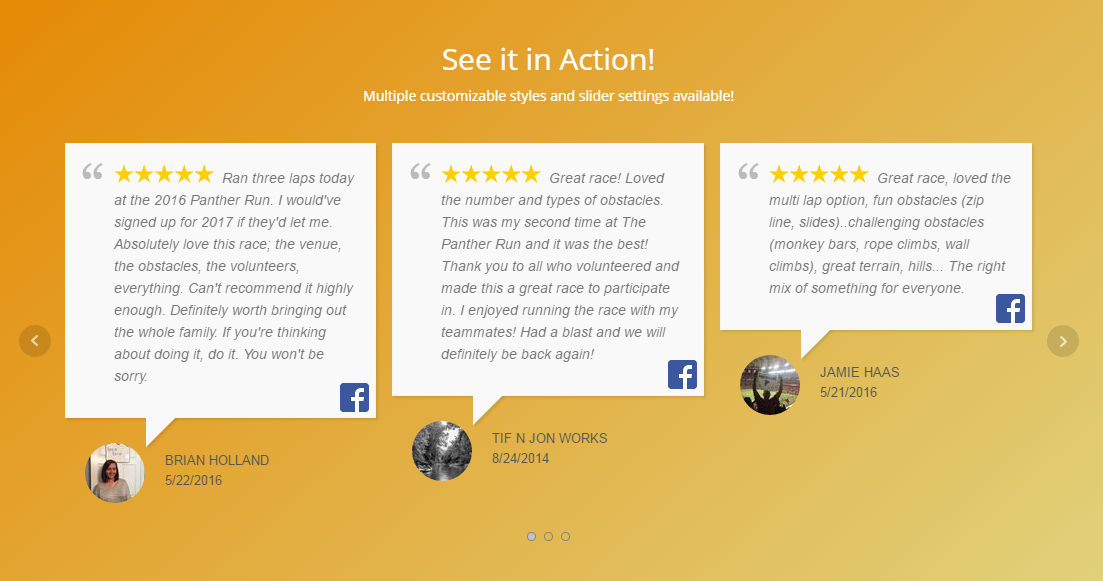 See it in Action!
Multiple customizable styles and slider settings available!
“ ★★★★★ Ran three laps today
at the 2016 Panther Run. I would've
signed up for 2017 if they'd let me.
Absolutely love this race; the venue,
the obstacles, the volunteers,
everything. Can't recommend it highly
enough. Definitely worth bringing out
the whole family. If you're thinking
about doing it, do it. You won't be
sorry.
BRIAN HOLLAND
5/22/2016
“ ★★★★★ Great race! Loved
the number and types of obstacles.
This was my second time at The
Panther Run and it was the best!
Thank you to all who volunteered and
made this a great race to participate
in. I enjoyed running the race with my
teammates! Had a blast and we will
definitely be back again!
TIF N JON WORKS
8/24/2014
“ ★★★★★ Great race, loved the
multi lap option, fun obstacles (zip
line, slides)..challenging obstacles
(monkey bars, rope climbs, wall
climbs), great terrain, hills... The right
mix of something for everyone.
JAMIE HAAS
5/21/2016